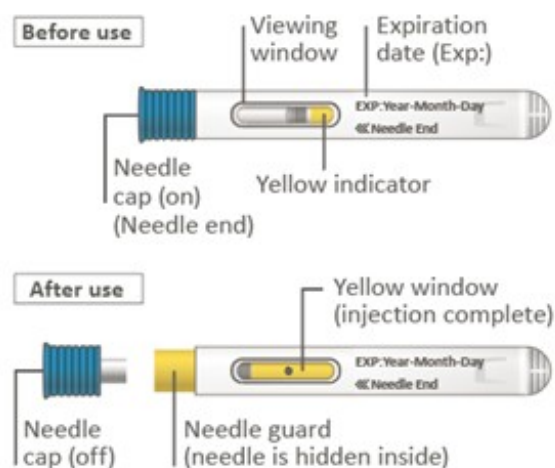 Before use
Viewing
window
Expiration
date (Exp:)
EXP:Year-Month-Day
Needle End
Needle
cap (on)
(Needle end)
Yellow indicator
After use
Yellow window
(injection complete)
EXP:Year-Month-Day
Needle End
Needle
cap (off)
Needle guard
(needle is hidden inside)